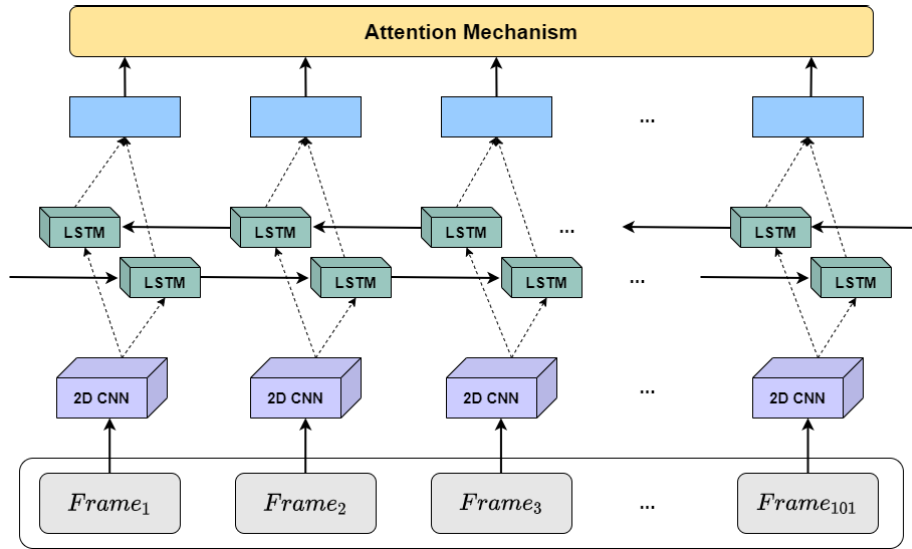 Attention Mechanism
...
LSTM LSTM LSTM ... LSTM
LSTM LSTM LSTM ... LSTM
2D CNN 2D CNN 2D CNN ... 2D CNN
Frame₁ Frame₂ Frame₃ ... Frame₁₀₁